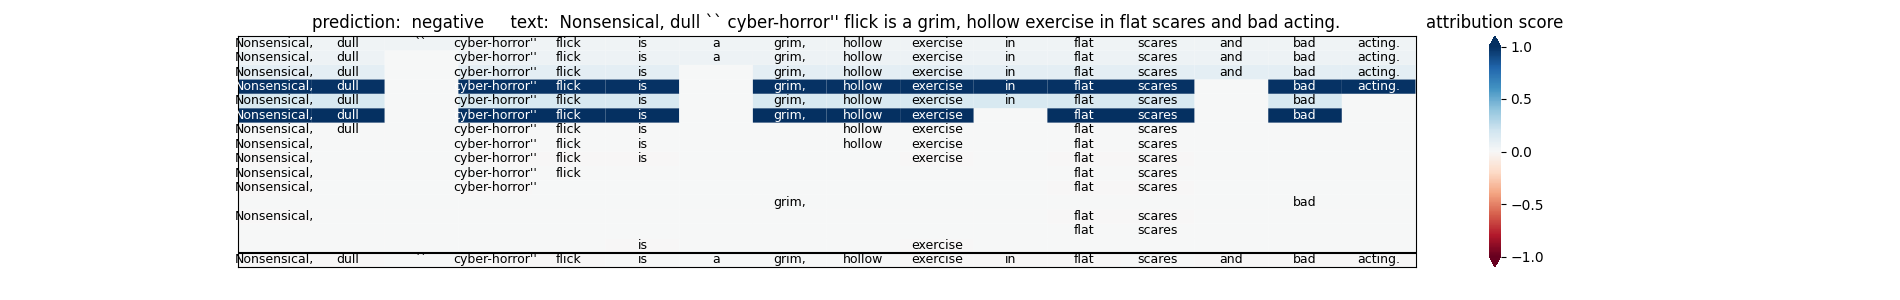 prediction: negative text: Nonsensical, dull `` cyber-horror'' flick is a grim, hollow exercise in flat scares and bad acting. attribution score
Nonsensical, dull `` cyber-horror'' flick is a grim, hollow exercise in flat scares and bad acting. 1.0
Nonsensical, dull cyber-horror'' flick is a grim, hollow exercise in flat scares and bad acting.
Nonsensical, dull cyber-horror'' flick is grim, hollow exercise in flat scares and bad acting.
Nonsensical, dull cyber-horror'' flick is grim, hollow exercise in flat scares bad acting.
Nonsensical, dull cyber-horror'' flick is grim, hollow exercise in flat scares bad 0.5
Nonsensical, dull cyber-horror'' flick is grim, hollow exercise flat scares bad
Nonsensical, dull cyber-horror'' flick is hollow exercise flat scares
Nonsensical, cyber-horror'' flick is hollow exercise flat scares 0.0
Nonsensical, cyber-horror'' flick is exercise flat scares
Nonsensical, cyber-horror'' flick flat scares
Nonsensical, cyber-horror'' flat scares
grim, bad −0.5
Nonsensical, flat scares
flat scares
is exercise
Nonsensical, dull `` cyber-horror'' flick is a grim, hollow exercise in flat scares and bad acting. −1.0